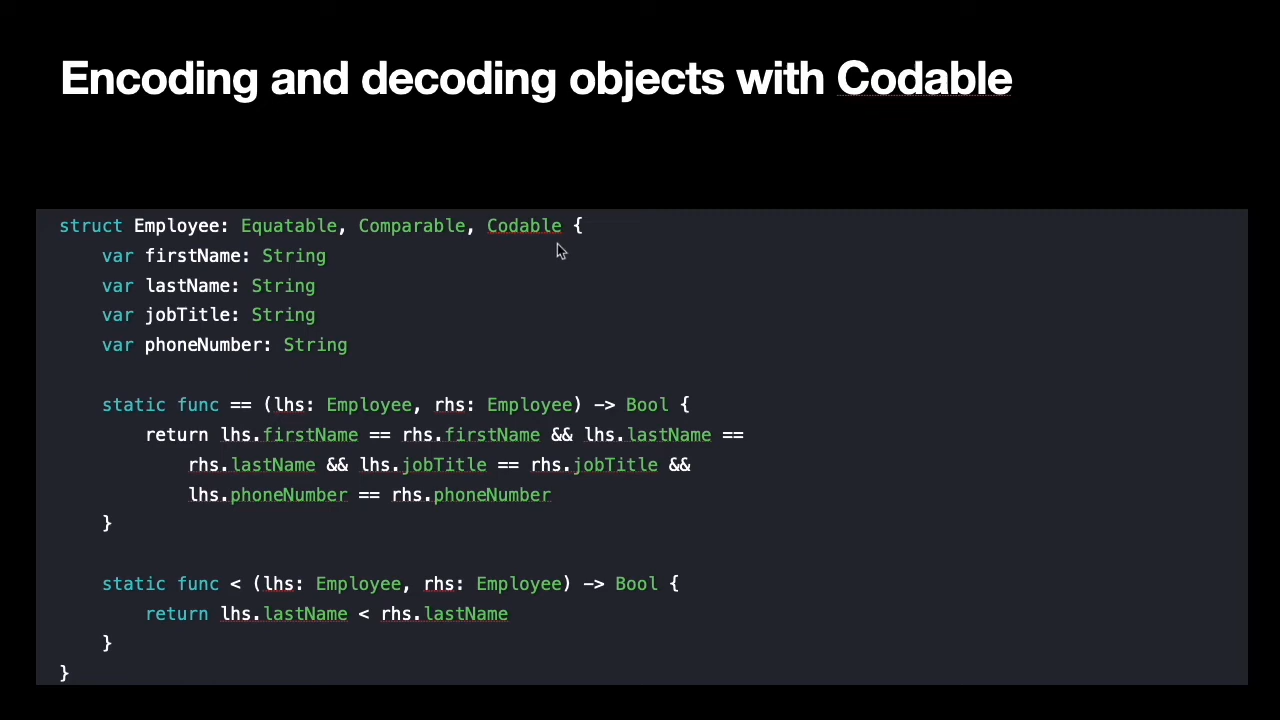 Encoding and decoding objects with Codable
struct Employee: Equatable, Comparable, Codable {
    var firstName: String
    var lastName: String
    var jobTitle: String
    var phoneNumber: String
    static func == (lhs: Employee, rhs: Employee) -> Bool {
        return lhs.firstName == rhs.firstName && lhs.lastName ==
            rhs.lastName && lhs.jobTitle == rhs.jobTitle &&
            lhs.phoneNumber == rhs.phoneNumber
    }
    static func < (lhs: Employee, rhs: Employee) -> Bool {
        return lhs.lastName < rhs.lastName
    }
}